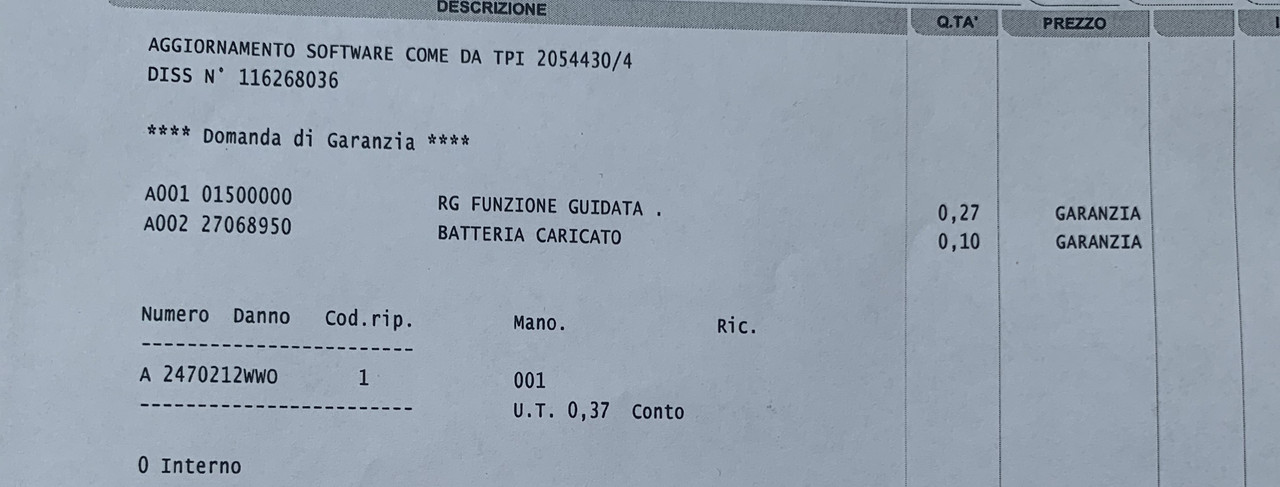 DESCRIZIONE Q.TA' PREZZO
AGGIORNAMENTO SOFTWARE COME DA TPI 2054430/4
DISS N° 116268036
**** Domanda di Garanzia ****
A001 01500000 RG FUNZIONE GUIDATA . 0,27 GARANZIA
A002 27068950 BATTERIA CARICATO 0,10 GARANZIA
Numero Danno Cod.rip. Mano. Ric.
------------------------
A 2470212WWO 1 001
------------------------ U.T. 0,37 Conto
0 Interno